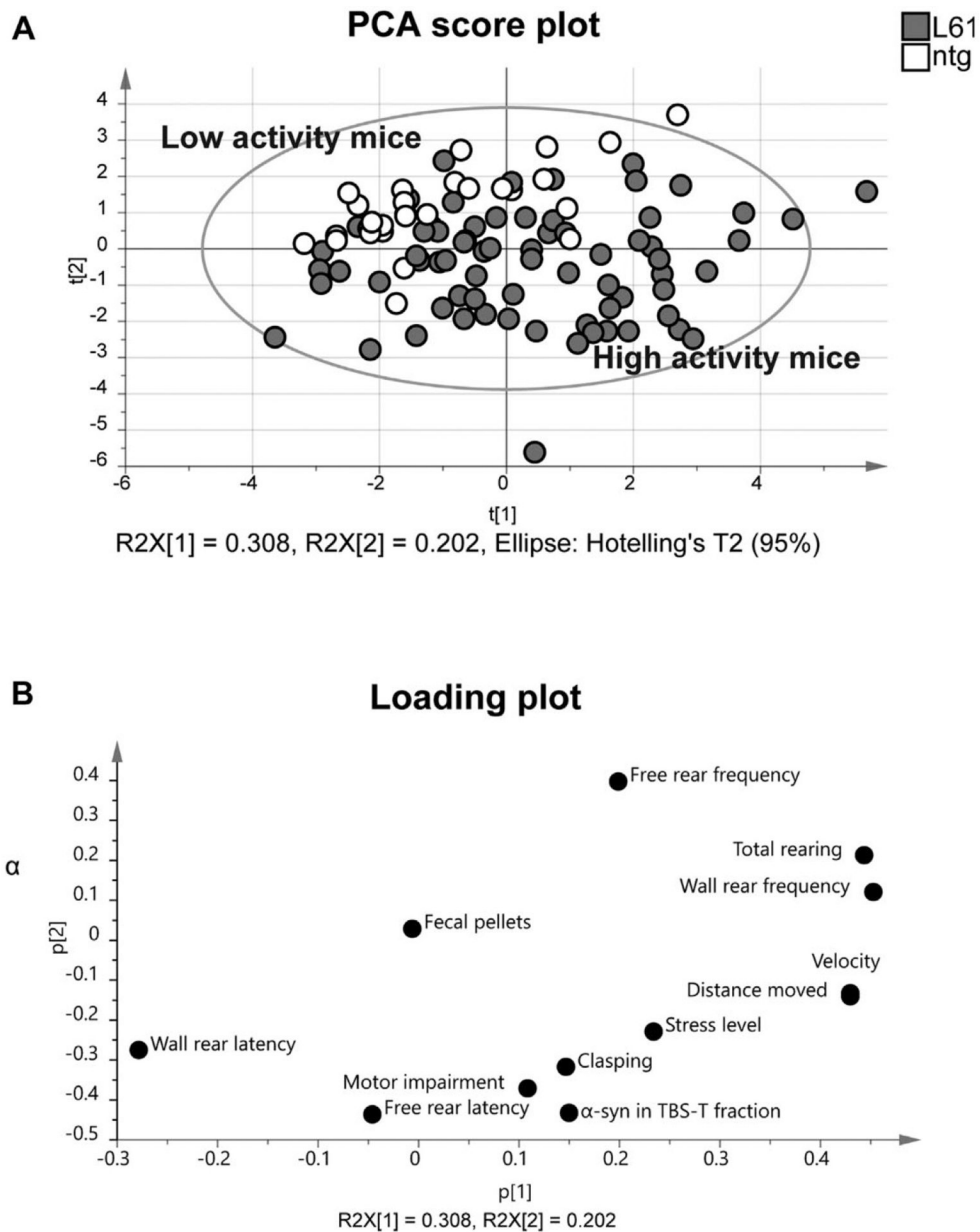 A
PCA score plot
L61
ntg
4
3
2
1
0
-1
-2
-3
-4
-5
-6
t[2]
Low activity mice
High activity mice
-6
-4
-2
0
2
4
t[1]
R2X[1] = 0.308, R2X[2] = 0.202, Ellipse: Hotelling's T2 (95%)
B
Loading plot
α
p[2]
0.4
0.3
0.2
0.1
0
-0.1
-0.2
-0.3
-0.4
-0.5
Free rear frequency
Total rearing
Wall rear frequency
Fecal pellets
Velocity
Distance moved
Stress level
Wall rear latency
Clasping
Motor impairment
Free rear latency
α-syn in TBS-T fraction
-0.3
-0.2
-0.1
0
0.1
0.2
0.3
0.4
p[1]
R2X[1] = 0.308, R2X[2] = 0.202